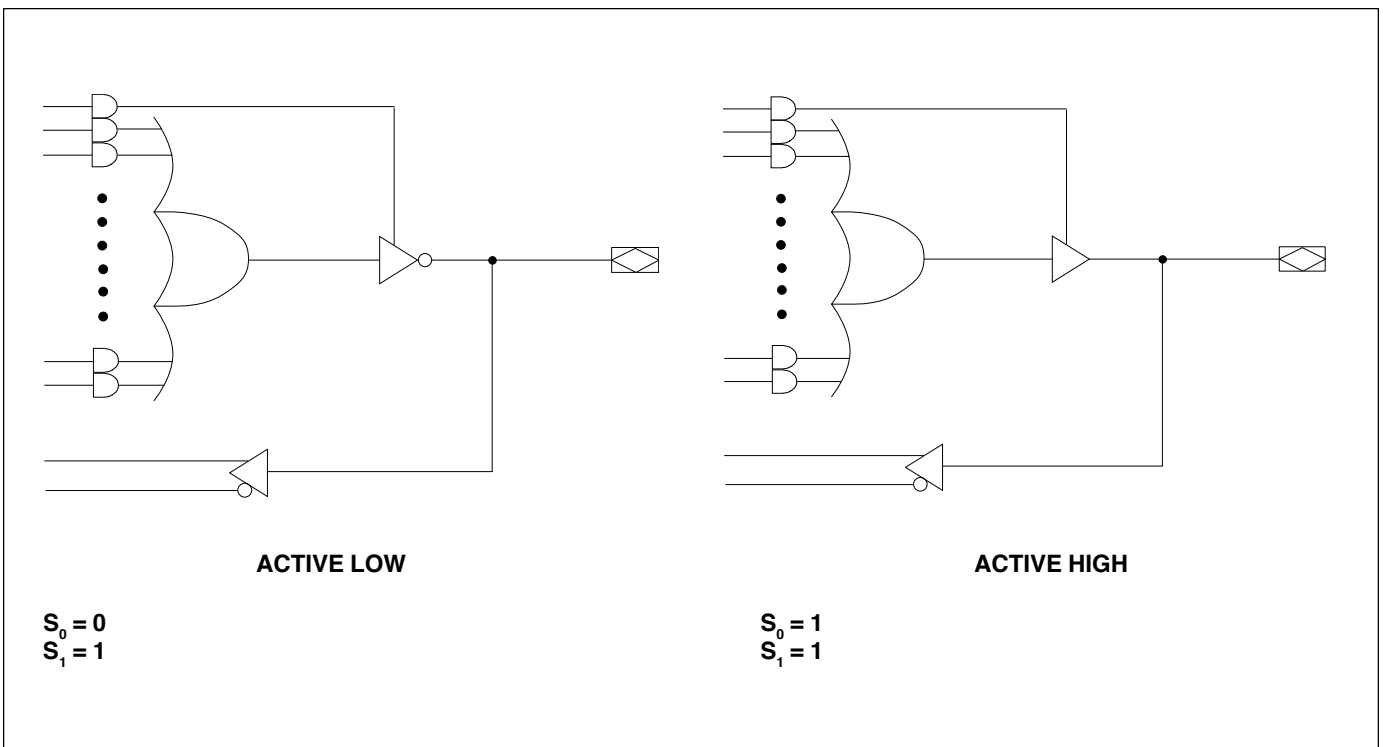 ACTIVE LOW
ACTIVE HIGH
S₀ = 0
S₁ = 1
S₀ = 1
S₁ = 1